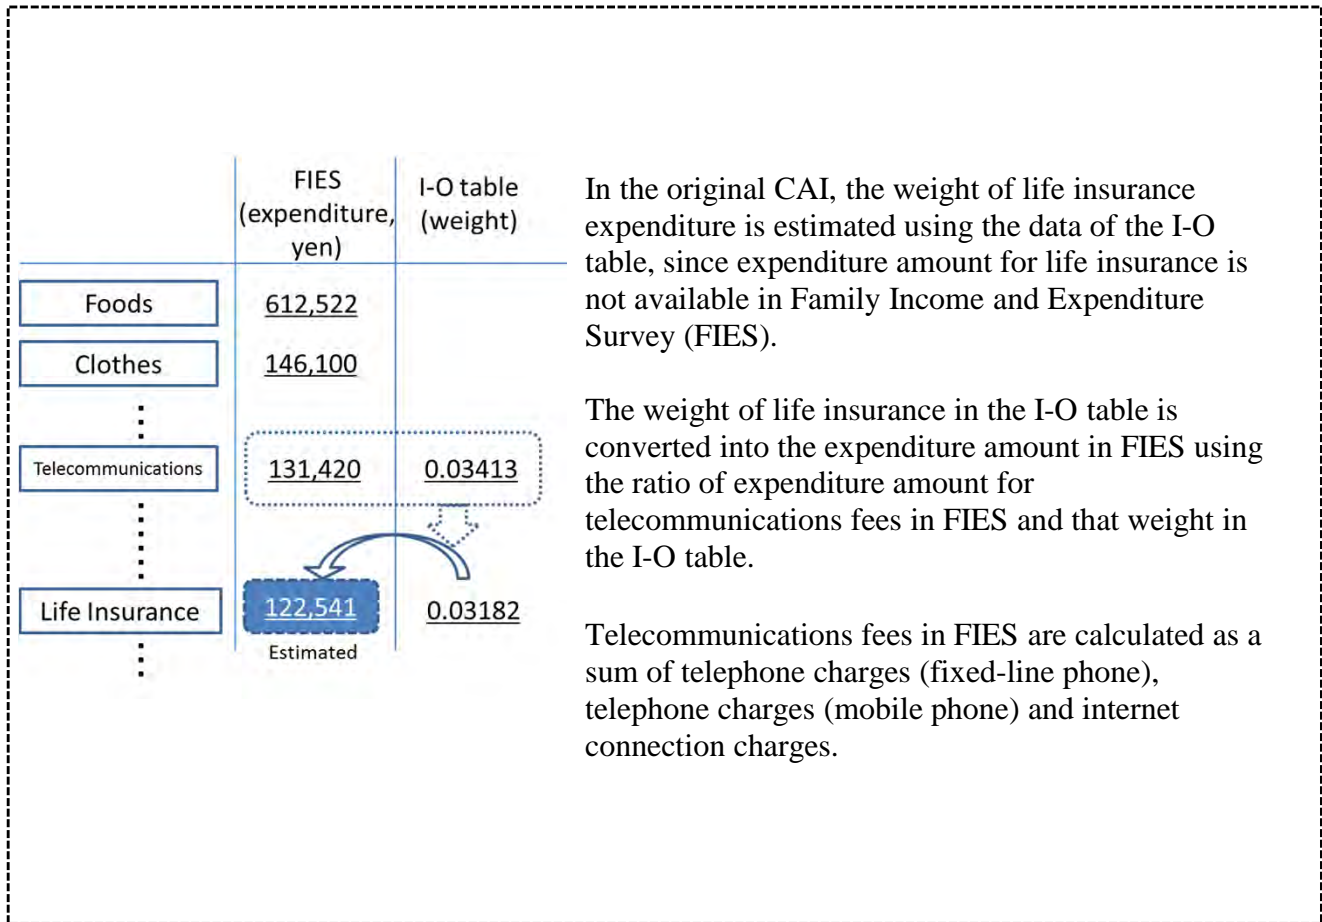 FIES
(expenditure,
yen)
I-O table
(weight)
Foods
612,522
Clothes
146,100
Telecommunications
131,420
0.03413
Life Insurance
122,541
0.03182
Estimated
In the original CAI, the weight of life insurance
expenditure is estimated using the data of the I-O
table, since expenditure amount for life insurance is
not available in Family Income and Expenditure
Survey (FIES).
The weight of life insurance in the I-O table is
converted into the expenditure amount in FIES using
the ratio of expenditure amount for
telecommunications fees in FIES and that weight in
the I-O table.
Telecommunications fees in FIES are calculated as a
sum of telephone charges (fixed-line phone),
telephone charges (mobile phone) and internet
connection charges.